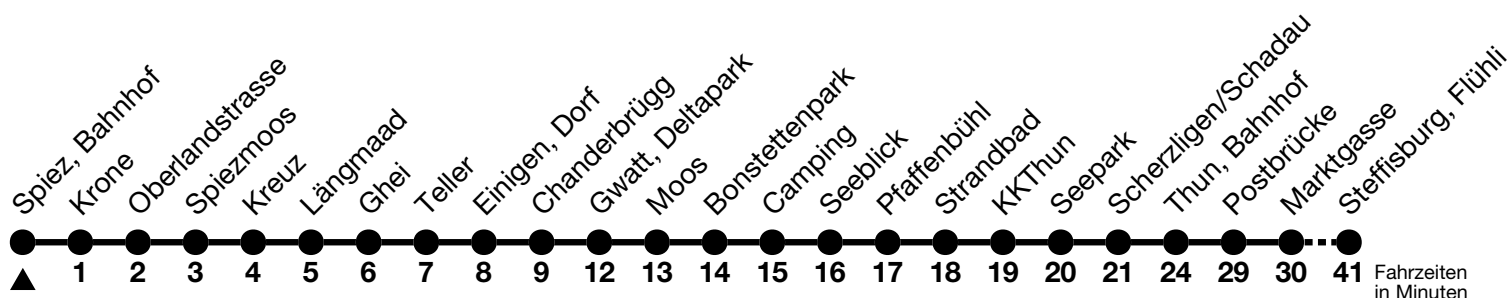 Spiez, Bahnhof
Krone
Oberlandstrasse
Spiezmoos
Kreuz
Längmaad
Ghei
Teller
Einigen, Dorf
Chanderbrügg
Gwatt, Deltapark
Moos
Bonstettenpark
Camping
Seeblick
Pfaffenbühl
Strandbad
KKThun
Seepark
Scherzligen/Schadau
Thun, Bahnhof
Postbrücke
Marktgasse
Steffisburg, Flühli
1 2 3 4 5 6 7 8 9 12 13 14 15 16 17 18 19 20 21 24 29 30 41 Fahrzeiten
in Minuten